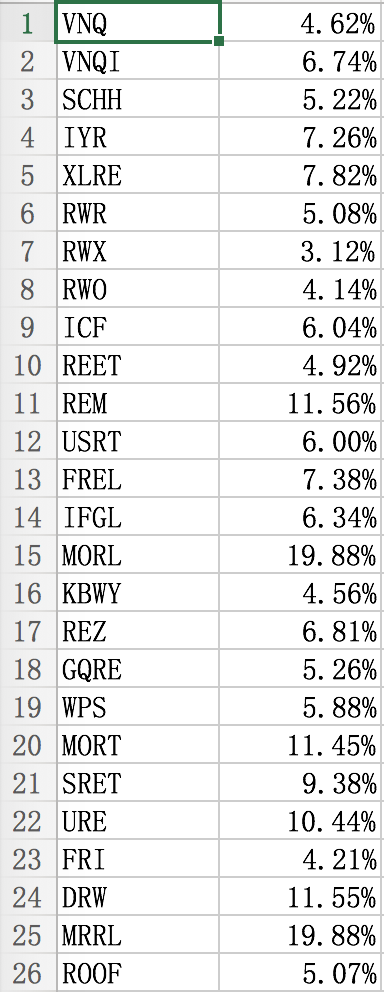 1 VNQ 4.62%
2 VNQI 6.74%
3 SCHH 5.22%
4 IYR 7.26%
5 XLRE 7.82%
6 RWR 5.08%
7 RWX 3.12%
8 RWO 4.14%
9 ICF 6.04%
10 REET 4.92%
11 REM 11.56%
12 USRT 6.00%
13 FREL 7.38%
14 IFGL 6.34%
15 MORL 19.88%
16 KBWY 4.56%
17 REZ 6.81%
18 GQRE 5.26%
19 WPS 5.88%
20 MORT 11.45%
21 SRET 9.38%
22 URE 10.44%
23 FRI 4.21%
24 DRW 11.55%
25 MRRL 19.88%
26 ROOF 5.07%